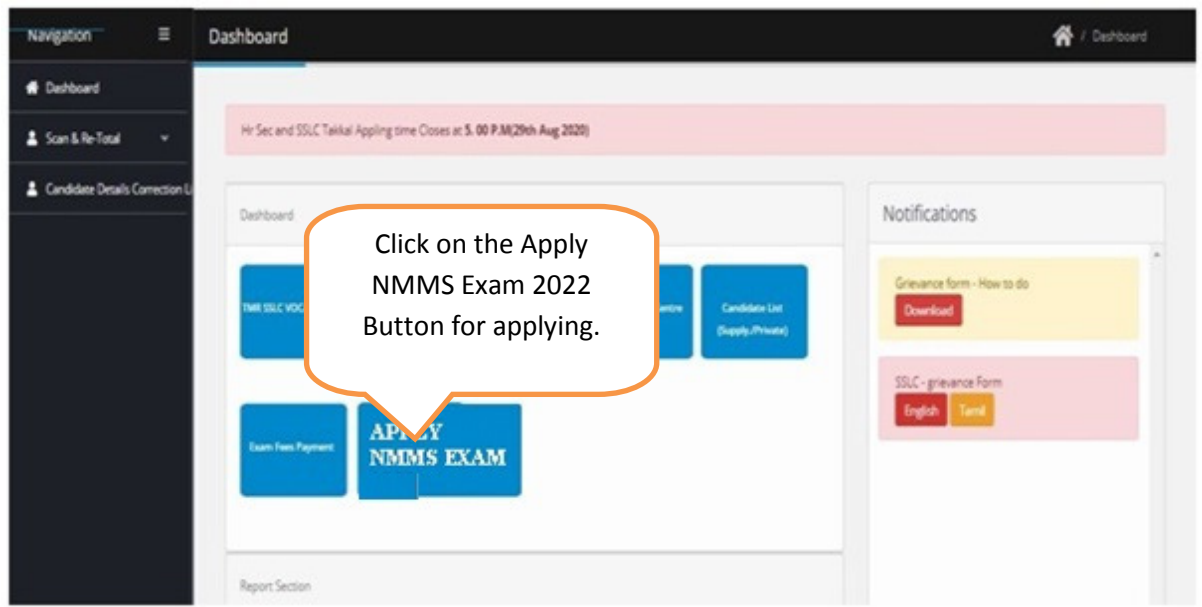 Navigation
Dashboard
/ Dashboard
Dashboard
Scan & Re-Total
Candidate Details Correction Li
Hr Sec and SSLC Takkal Appling time Closes at 5. 00 P.M(29th Aug 2020)
Dashboard
Notifications
Click on the Apply
NMMS Exam 2022
Button for applying.
TMR SSLC VOC
entre
Candidate List
(Supply./Private)
Grievance form - How to do
Download
SSLC - grievance Form
English Tamil
Exam Fees Payment
APPLY
NMMS EXAM
Report Section